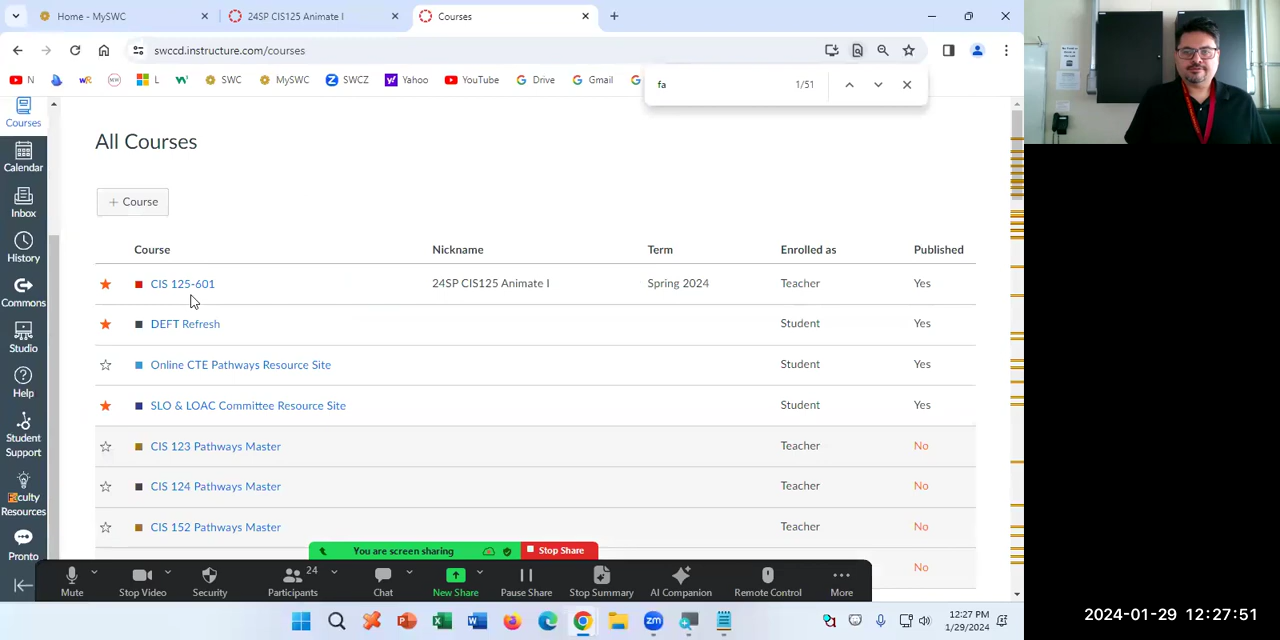 Home - MySWC
24SP CIS125 Animate I
Courses
swccd.instructure.com/courses
N
L
SWC
MySWC
SWCZ
Yahoo
YouTube
Drive
Gmail
fa
1/51
Courses
Calendar
Inbox
History
Commons
Studio
Help
Student
Support
Faculty
Resources
Pronto
All Courses
+ Course
Course Nickname Term Enrolled as Published
CIS 125-601 24SP CIS125 Animate I Spring 2024 Teacher Yes
DEFT Refresh Student Yes
Online CTE Pathways Resource Site Student Yes
SLO & LOAC Committee Resource Site Student Yes
CIS 123 Pathways Master Teacher No
CIS 124 Pathways Master Teacher No
CIS 152 Pathways Master Teacher No
No
You are screen sharing
Stop Share
24
Mute
Stop Video
Security
Participants
Chat
New Share
Pause Share
Stop Summary
AI Companion
Remote Control
More
12:27 PM
1/29/2024
2024-01-29 12:27:51